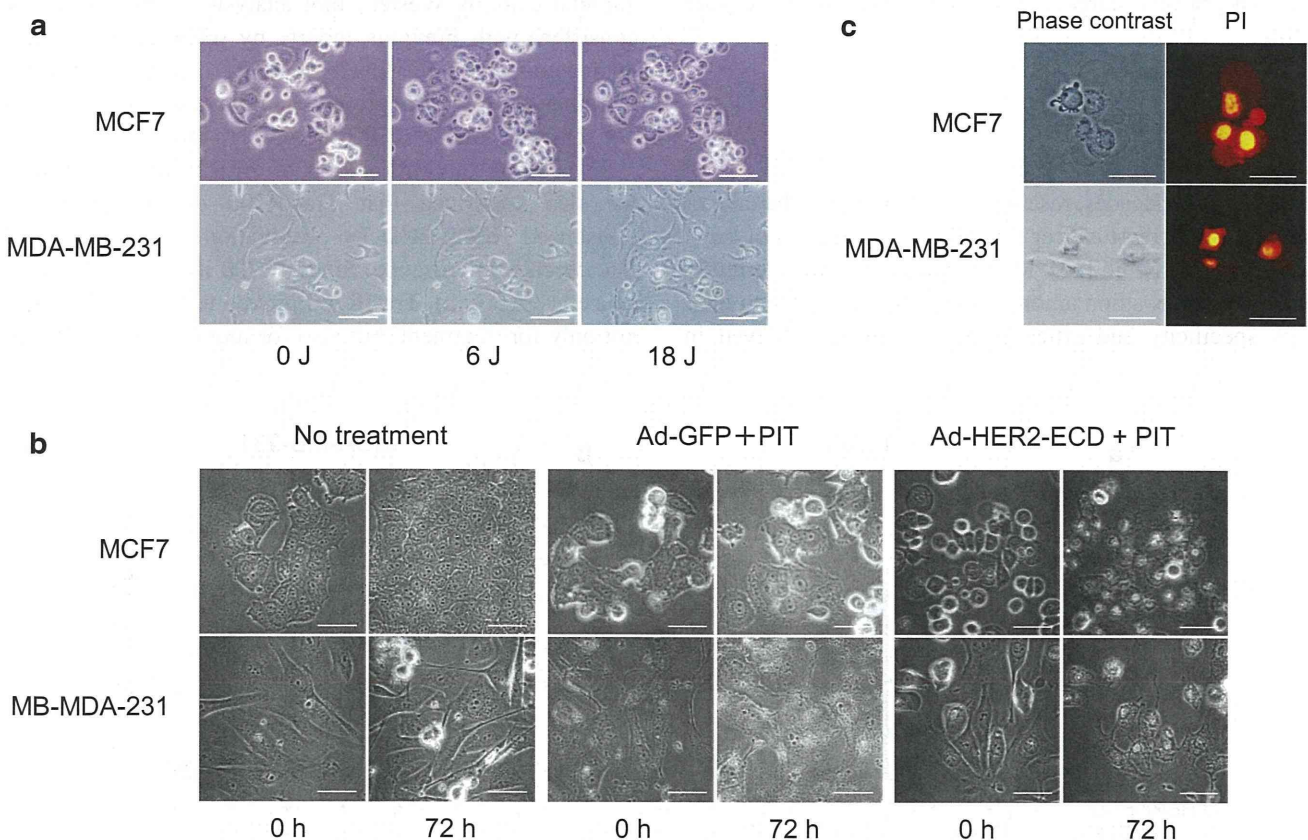 a
MCF7
MDA-MB-231
0 J 6 J 18 J
c
Phase contrast PI
MCF7
MDA-MB-231
b
No treatment Ad-GFP+PIT Ad-HER2-ECD + PIT
MCF7
MB-MDA-231
0 h 72 h 0 h 72 h 0 h 72 h